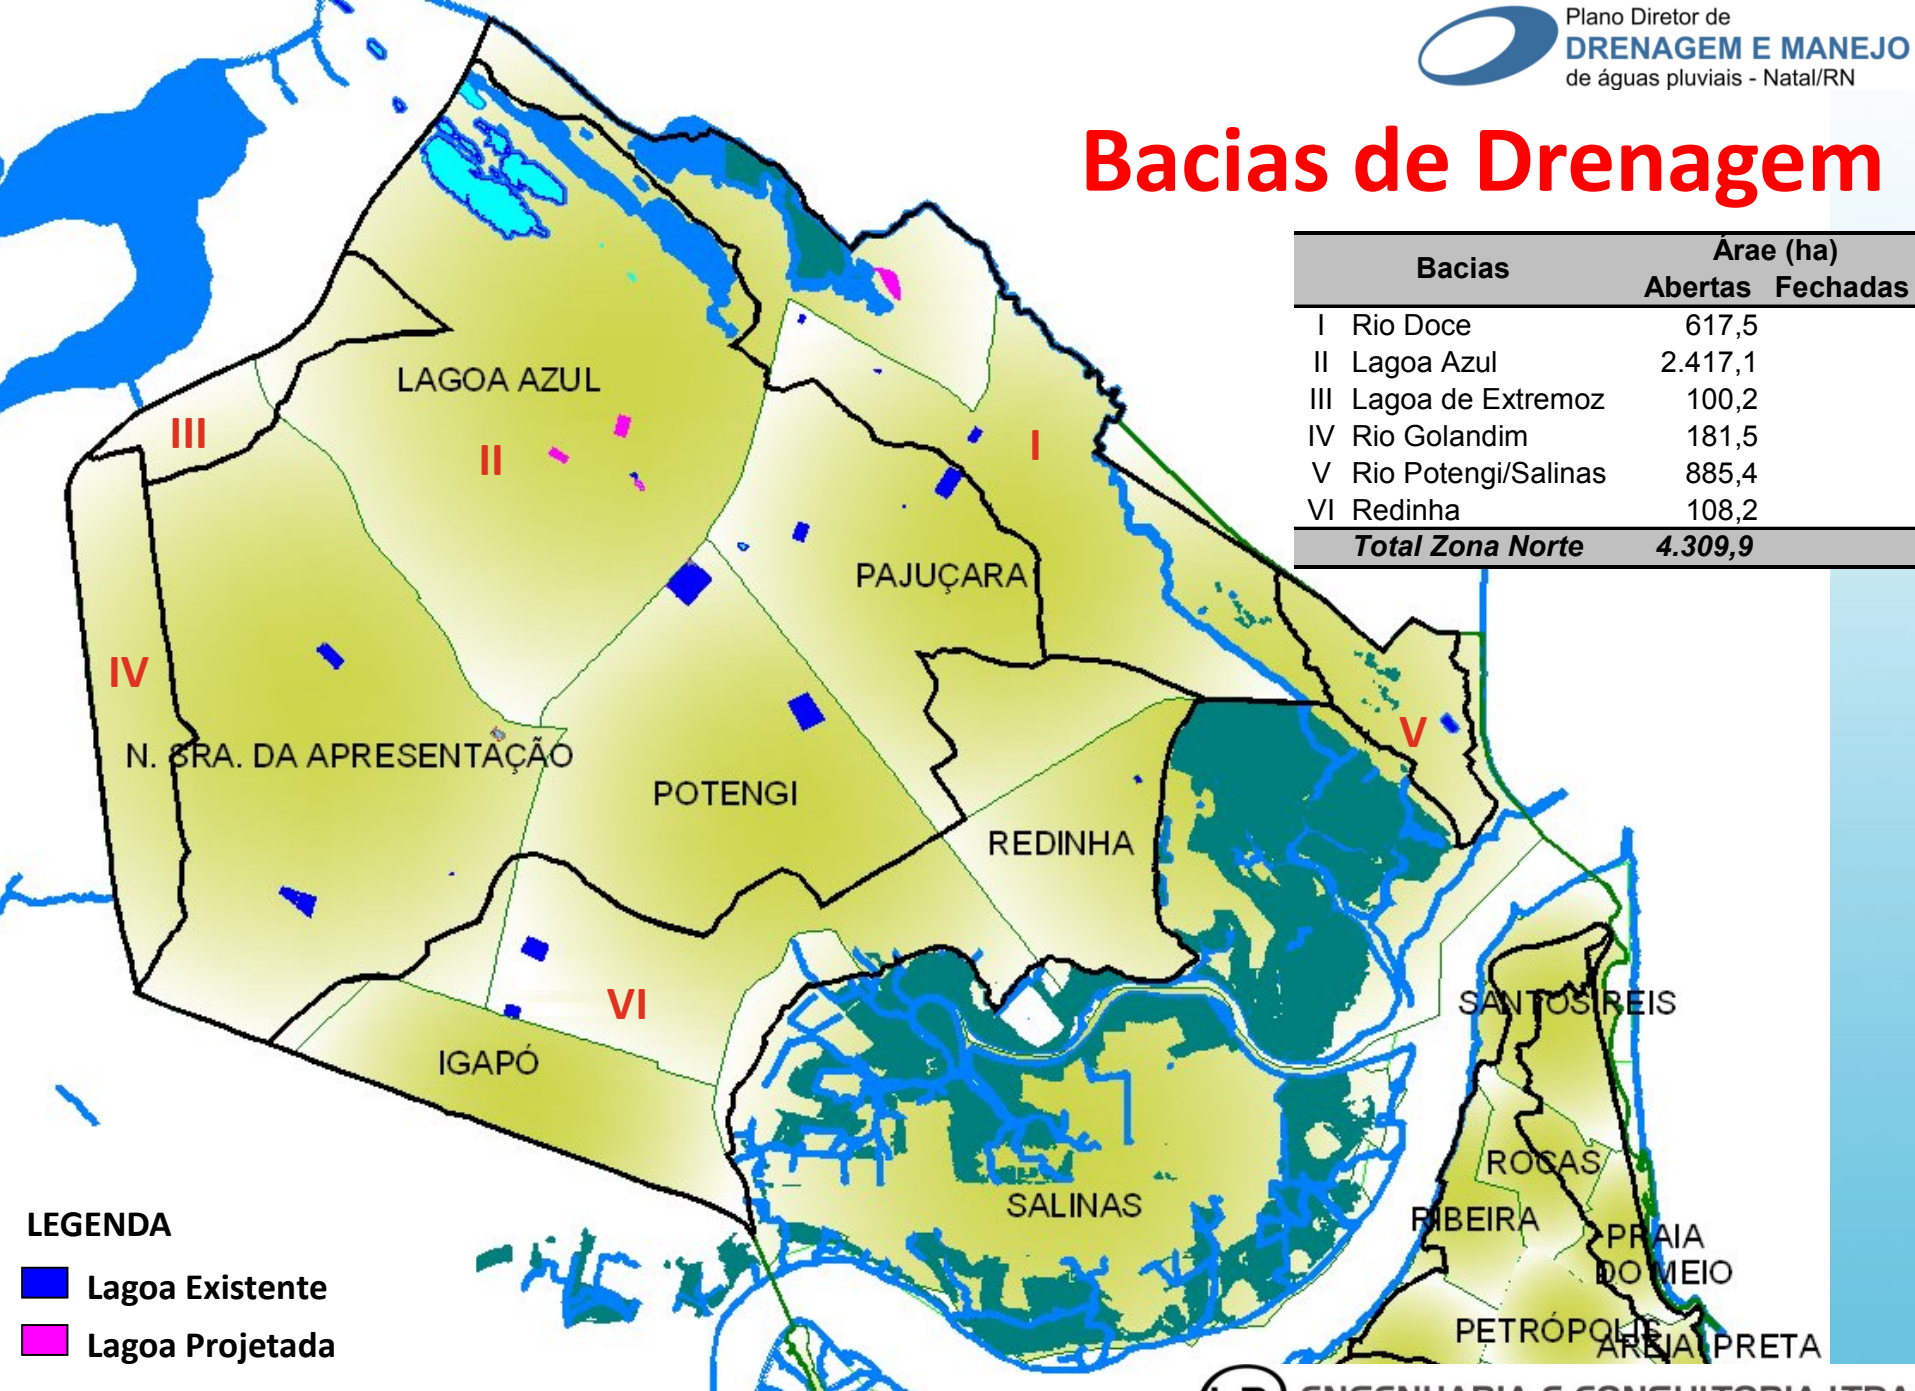 Plano Diretor de
DRENAGEM E MANEJO
de águas pluviais - Natal/RN
Bacias de Drenagem
Bacias Árae (ha)
Abertas Fechadas
I Rio Doce 617,5
II Lagoa Azul 2.417,1
III Lagoa de Extremoz 100,2
IV Rio Golandim 181,5
V Rio Potengi/Salinas 885,4
VI Redinha 108,2
Total Zona Norte 4.309,9
LAGOA AZUL
III
II
I
PAJUÇARA
IV
V
N. SRA. DA APRESENTAÇÃO
POTENGI
REDINHA
VI
SANTOS REIS
IGAPÓ
ROCAS
SALINAS
RIBEIRA
PRAIA
DO MEIO
LEGENDA
Lagoa Existente
Lagoa Projetada
PETRÓPOLIS
AREIA PRETA
ENGENHARIA E CONSULTORIA LTDA